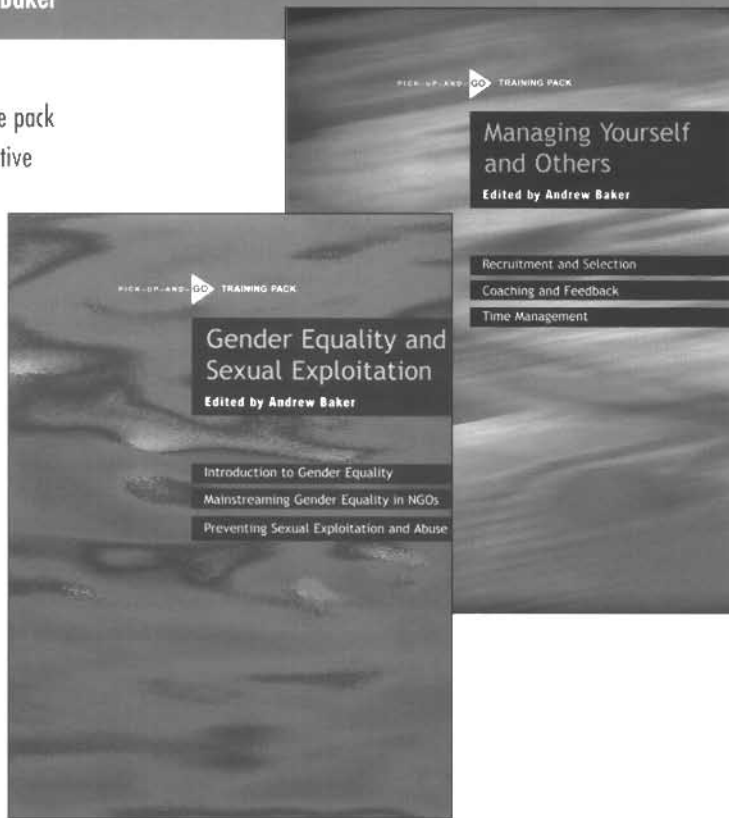 Baker
e pack
tive
PICK-UP-AND-GO TRAINING PACK
Managing Yourself
and Others
Edited by Andrew Baker
Recruitment and Selection
Coaching and Feedback
Time Management
PICK-UP-AND-GO TRAINING PACK
Gender Equality and
Sexual Exploitation
Edited by Andrew Baker
Introduction to Gender Equality
Mainstreaming Gender Equality in NGOs
Preventing Sexual Exploitation and Abuse